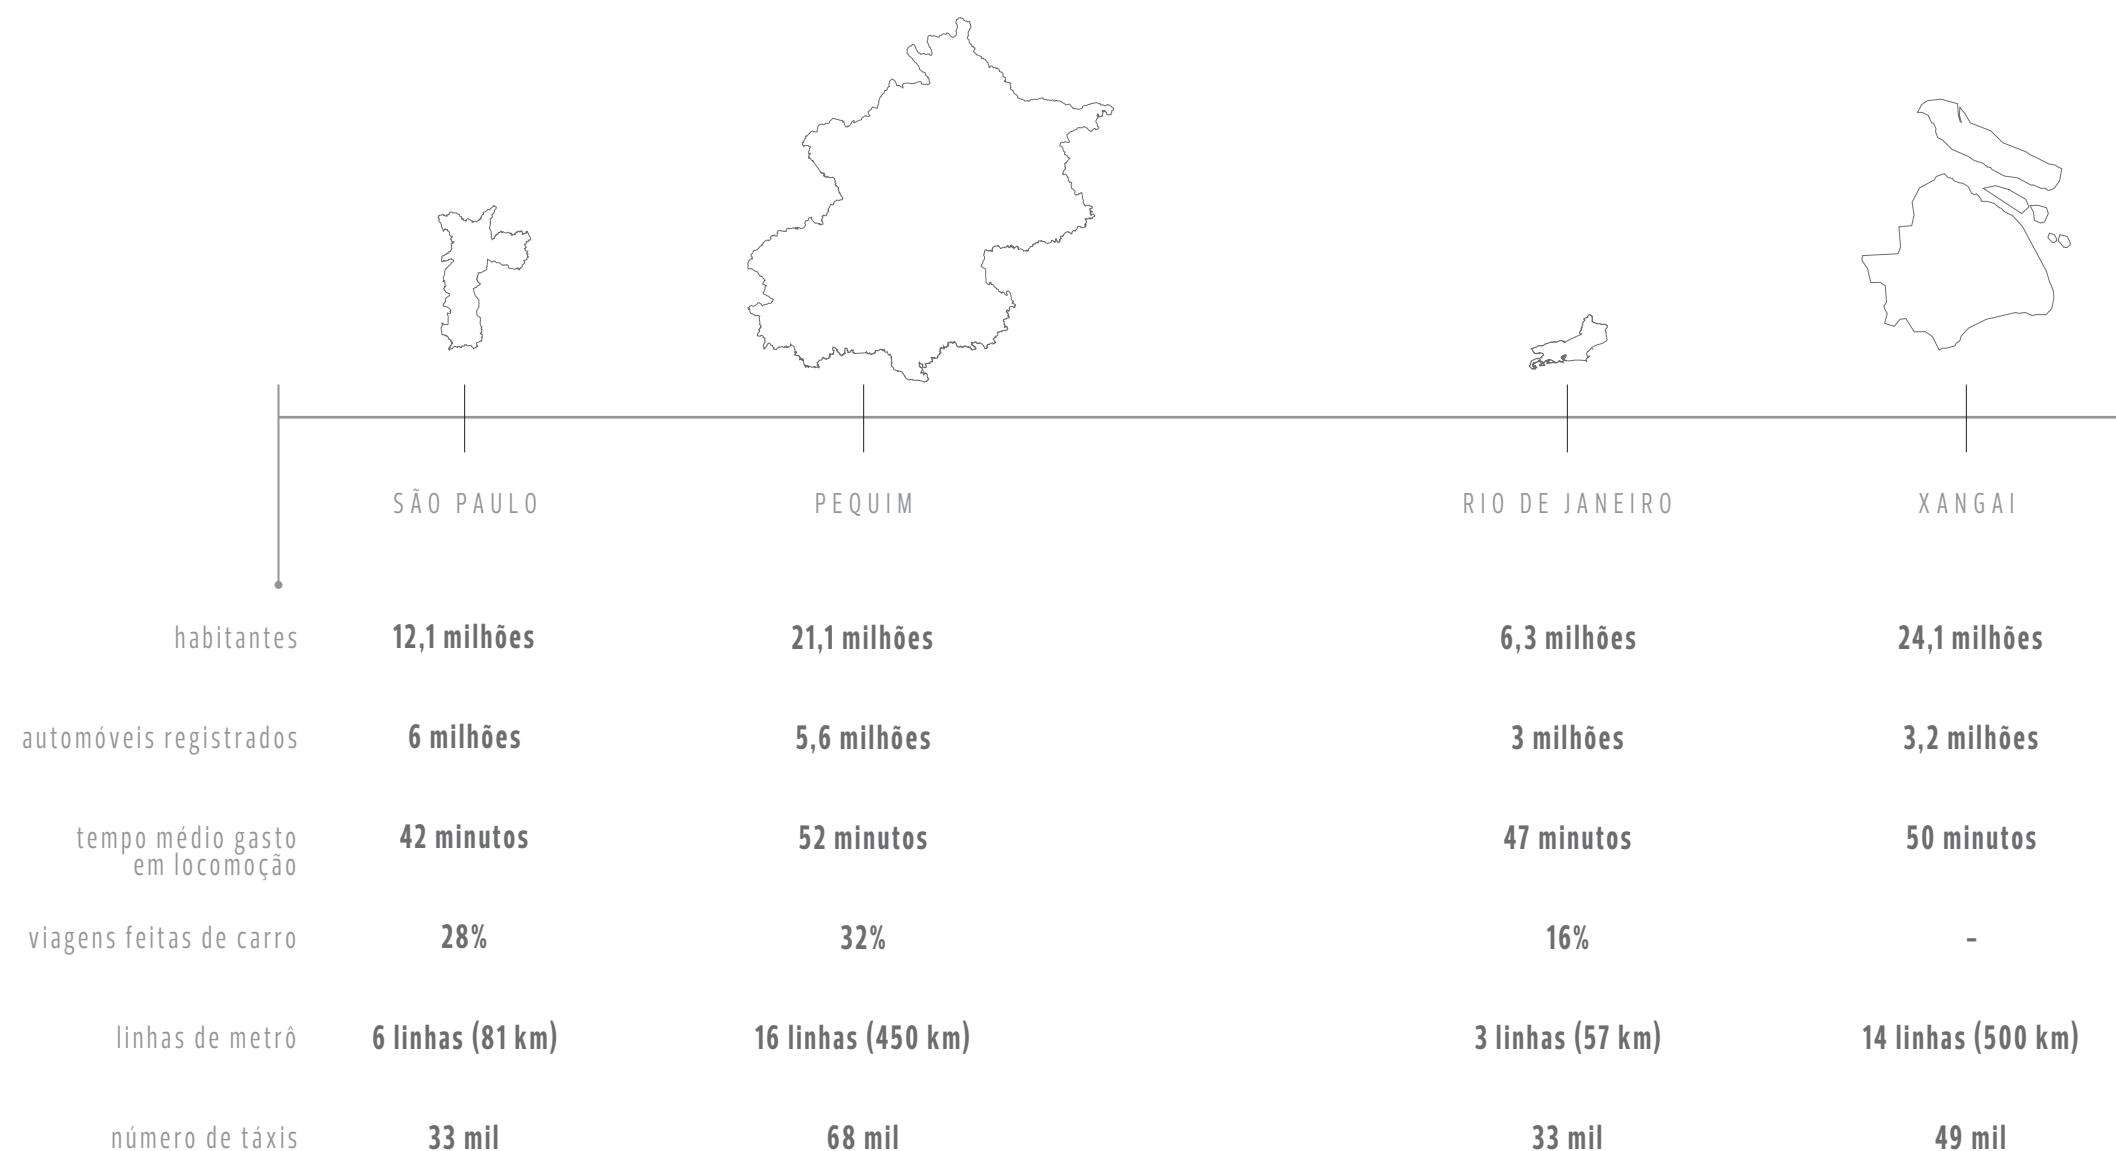 SÃO PAULO PEQUIM RIO DE JANEIRO XANGAI
habitantes 12,1 milhões 21,1 milhões 6,3 milhões 24,1 milhões
automóveis registrados 6 milhões 5,6 milhões 3 milhões 3,2 milhões
tempo médio gasto 42 minutos 52 minutos 47 minutos 50 minutos
em locomoção
viagens feitas de carro 28% 32% 16% –
linhas de metrô 6 linhas (81 km) 16 linhas (450 km) 3 linhas (57 km) 14 linhas (500 km)
número de táxis 33 mil 68 mil 33 mil 49 mil